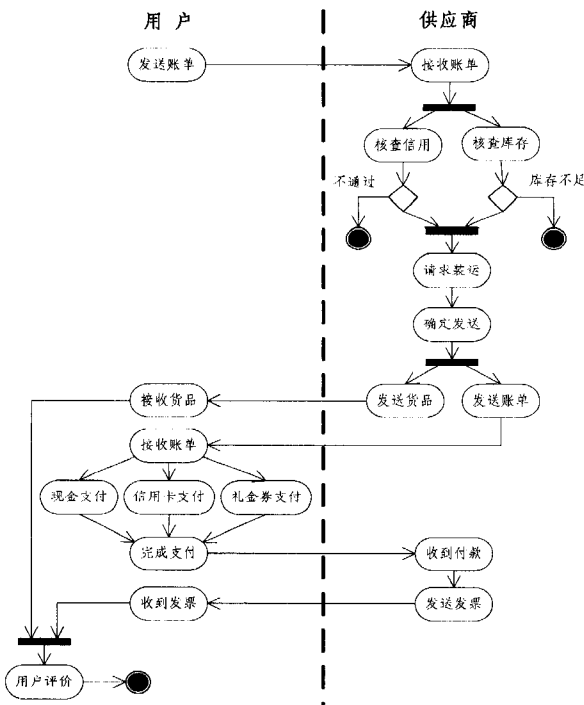 用户
供应商
发送账单
接收账单
核查信用
核查库存
不通过
库存不足
请求装运
确定发送
接收货品
发送货品
发送账单
接收账单
现金支付
信用卡支付
礼金券支付
完成支付
收到付款
收到发票
发送发票
用户评价